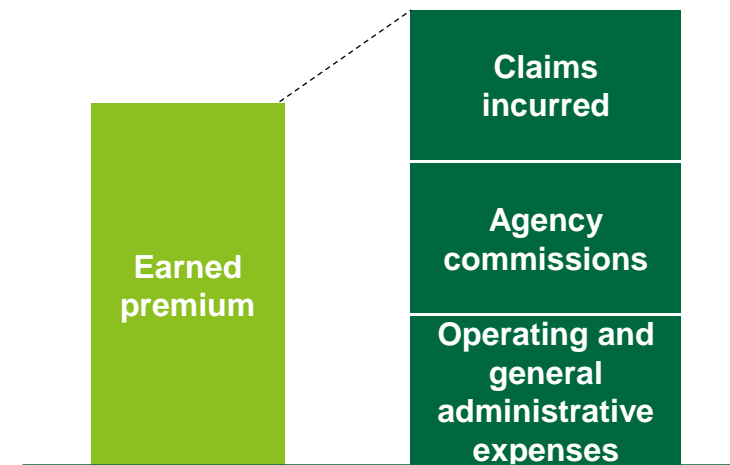 Claims
incurred
Agency
commissions
Earned
premium
Operating and
general
administrative
expenses